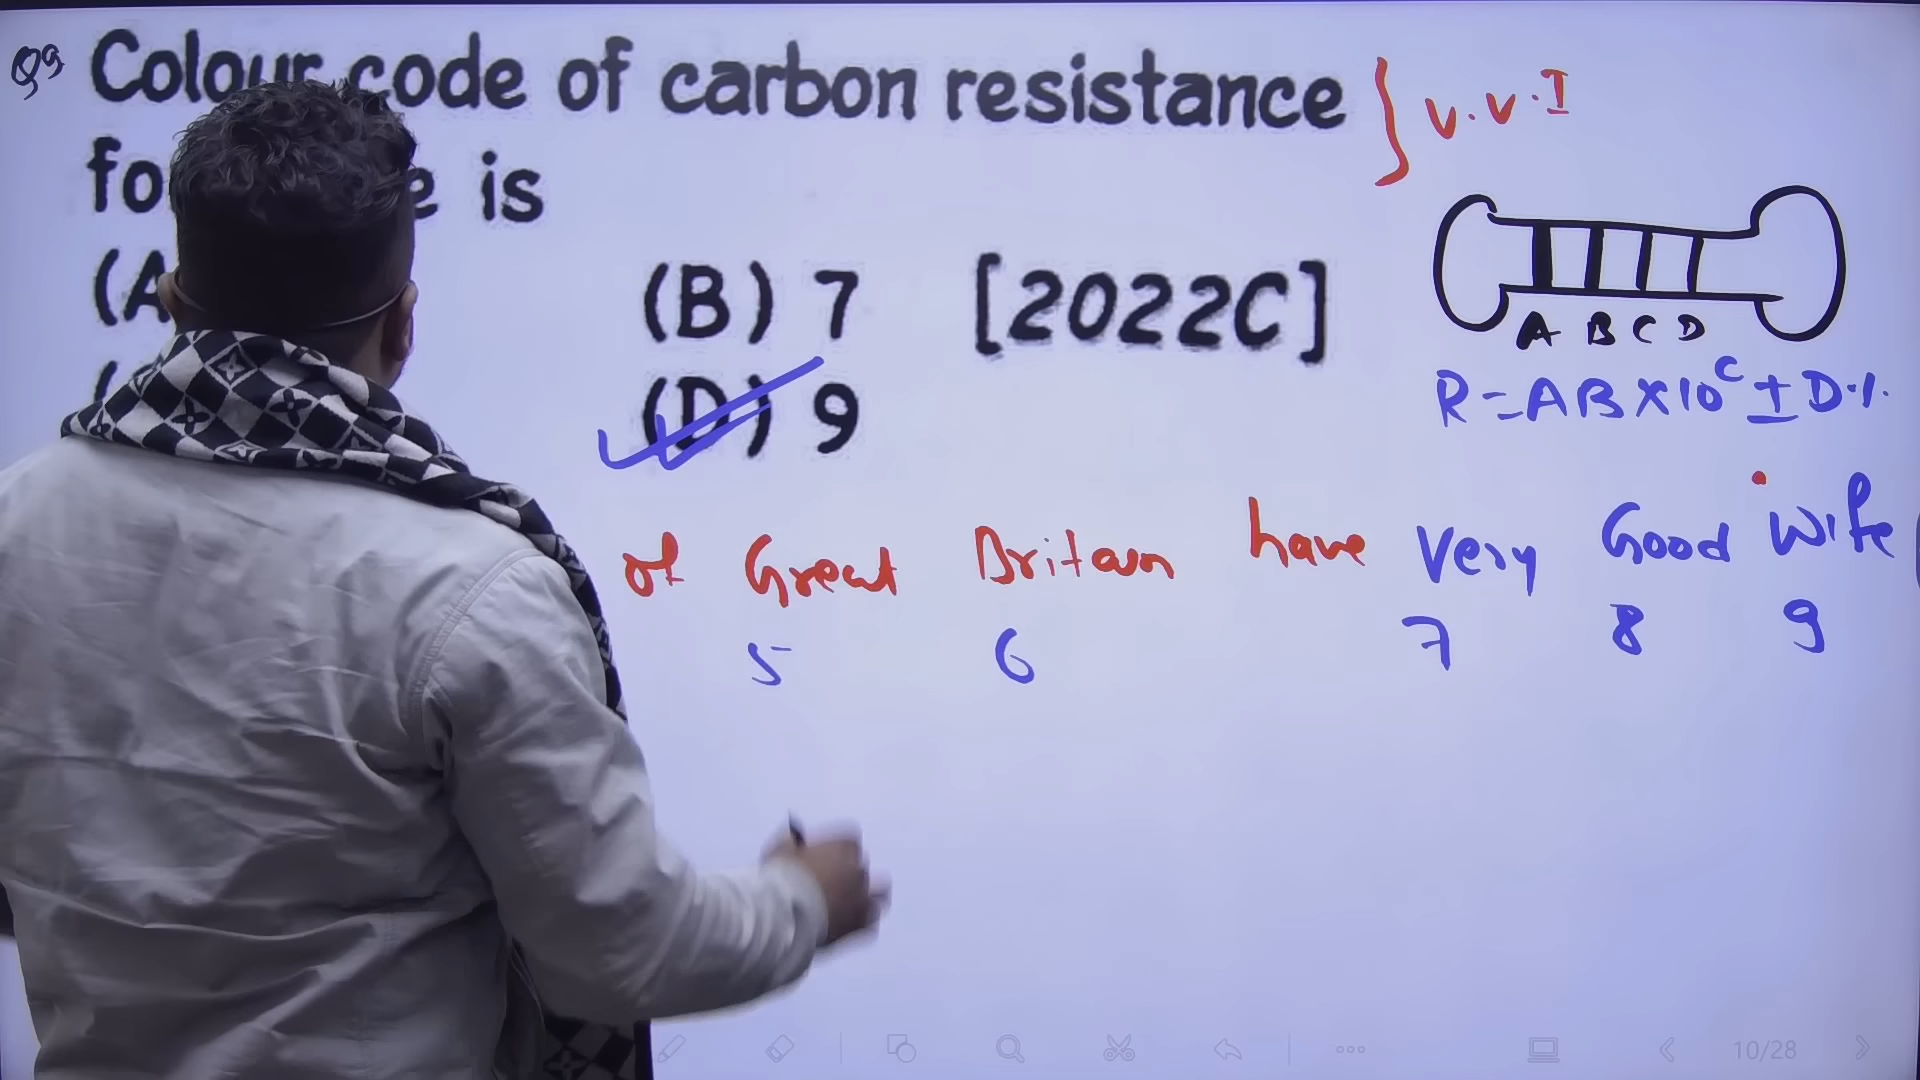 Q9 Colour code of carbon resistance } V.V.I
is
(B) 7 [2022C]
(D) 9
A B C D
R = AB × 10^C ± D %.
of Great Britain have Very Good Wife
5 6 7 8 9
10/28